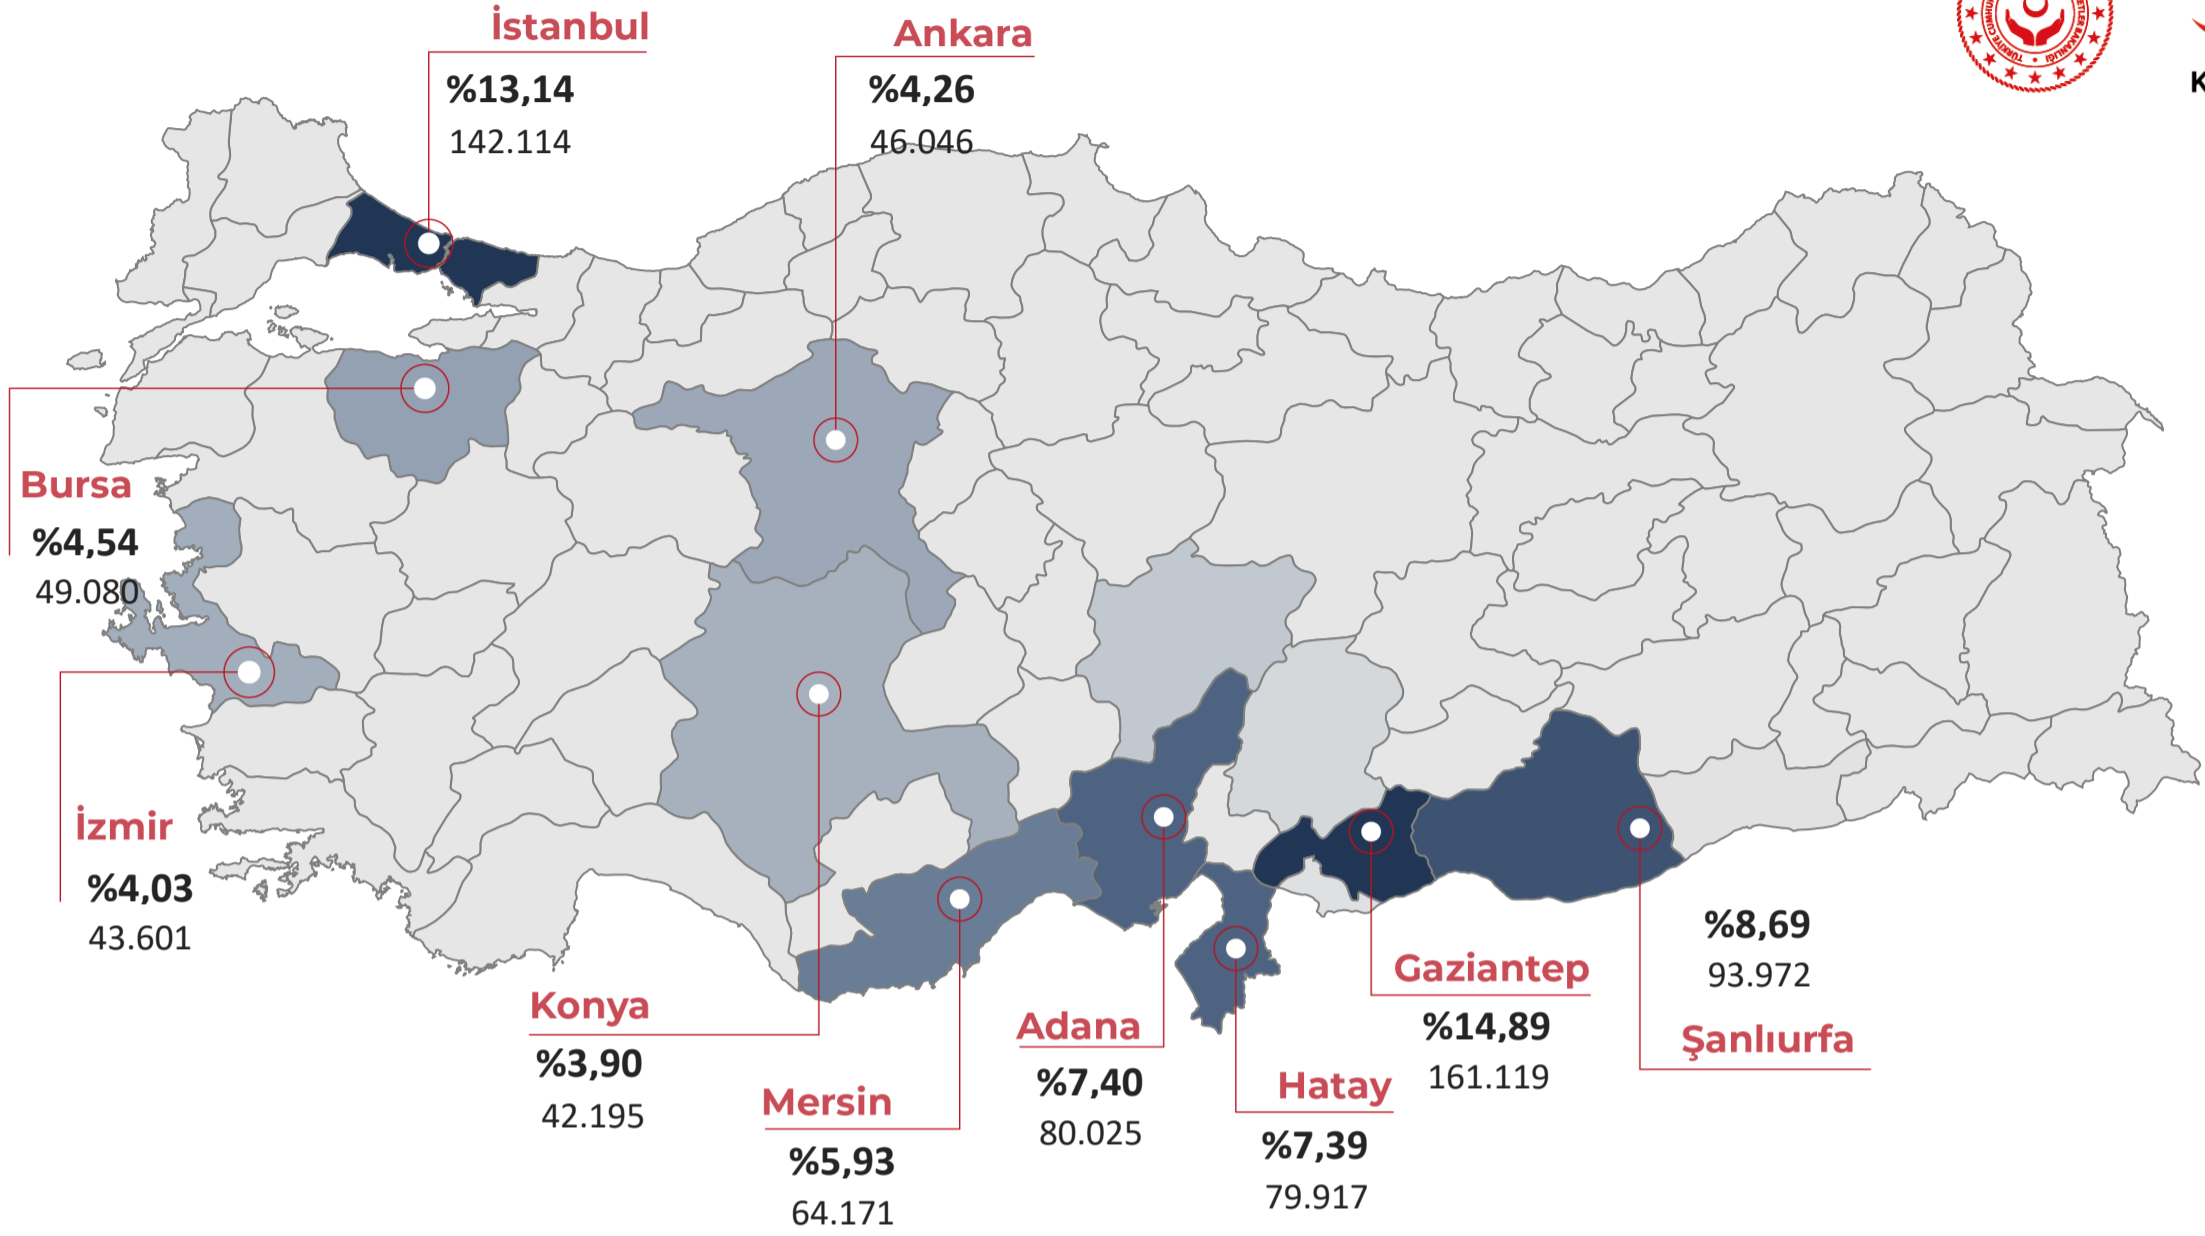 İstanbul
%13,14
142.114
Ankara
%4,26
46.046
Bursa
%4,54
49.080
İzmir
%4,03
43.601
Konya
%3,90
42.195
Mersin
%5,93
64.171
Adana
%7,40
80.025
Hatay
%7,39
79.917
Gaziantep
%14,89
161.119
%8,69
93.972
Şanlıurfa
K